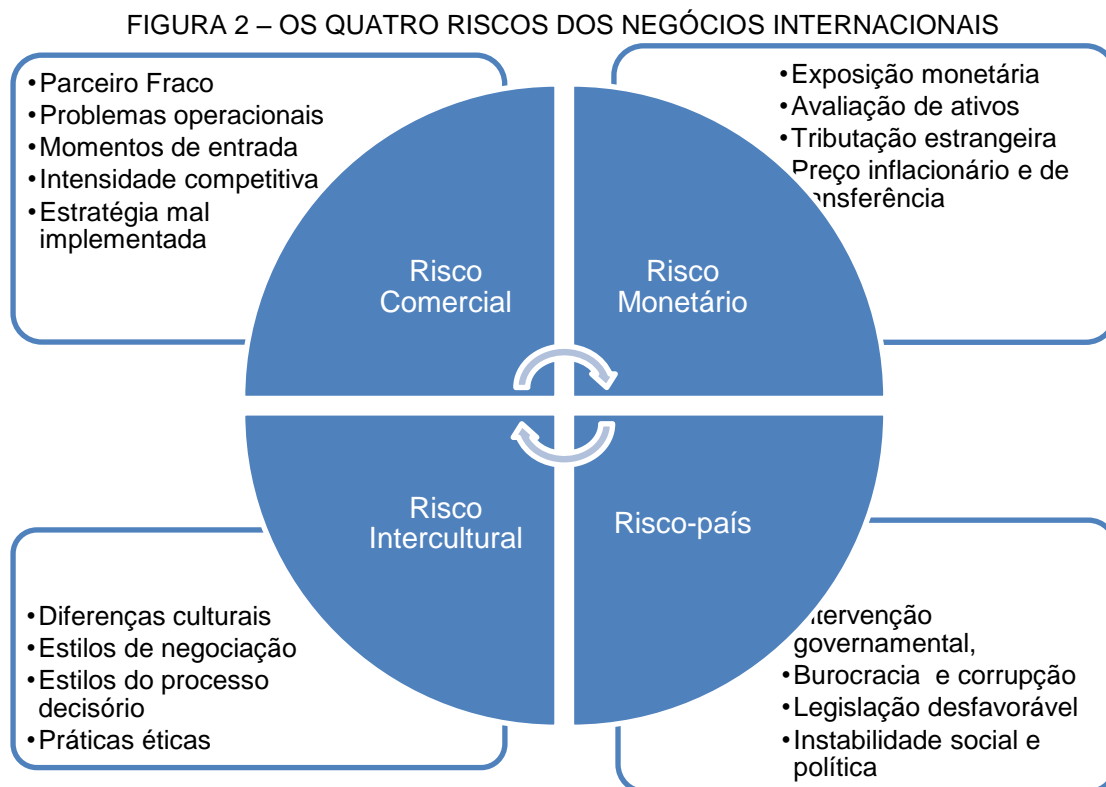 FIGURA 2 – OS QUATRO RISCOS DOS NEGÓCIOS INTERNACIONAIS
•Parceiro Fraco
•Problemas operacionais
•Momentos de entrada
•Intensidade competitiva
•Estratégia mal
implementada
•Exposição monetária
•Avaliação de ativos
•Tributação estrangeira
Preço inflacionário e de
ansferência
Risco
Comercial
Risco
Monetário
Risco
Intercultural
Risco-país
•Diferenças culturais
•Estilos de negociação
•Estilos do processo
decisório
•Práticas éticas
ntervenção
governamental,
•Burocracia e corrupção
•Legislação desfavorável
•Instabilidade social e
política